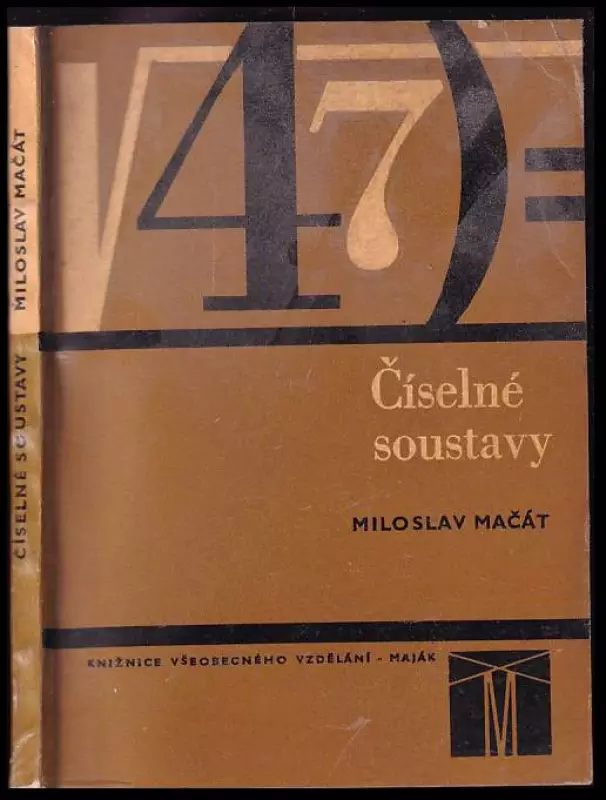 √47)=
Číselné
soustavy
MILOSLAV MAČÁT
KNIŽNICE VŠEOBECNÉHO VZDĚLÁNÍ - MAJÁK
M
ČÍSELNÉ SOUSTAVY MILOSLAV MAČÁT